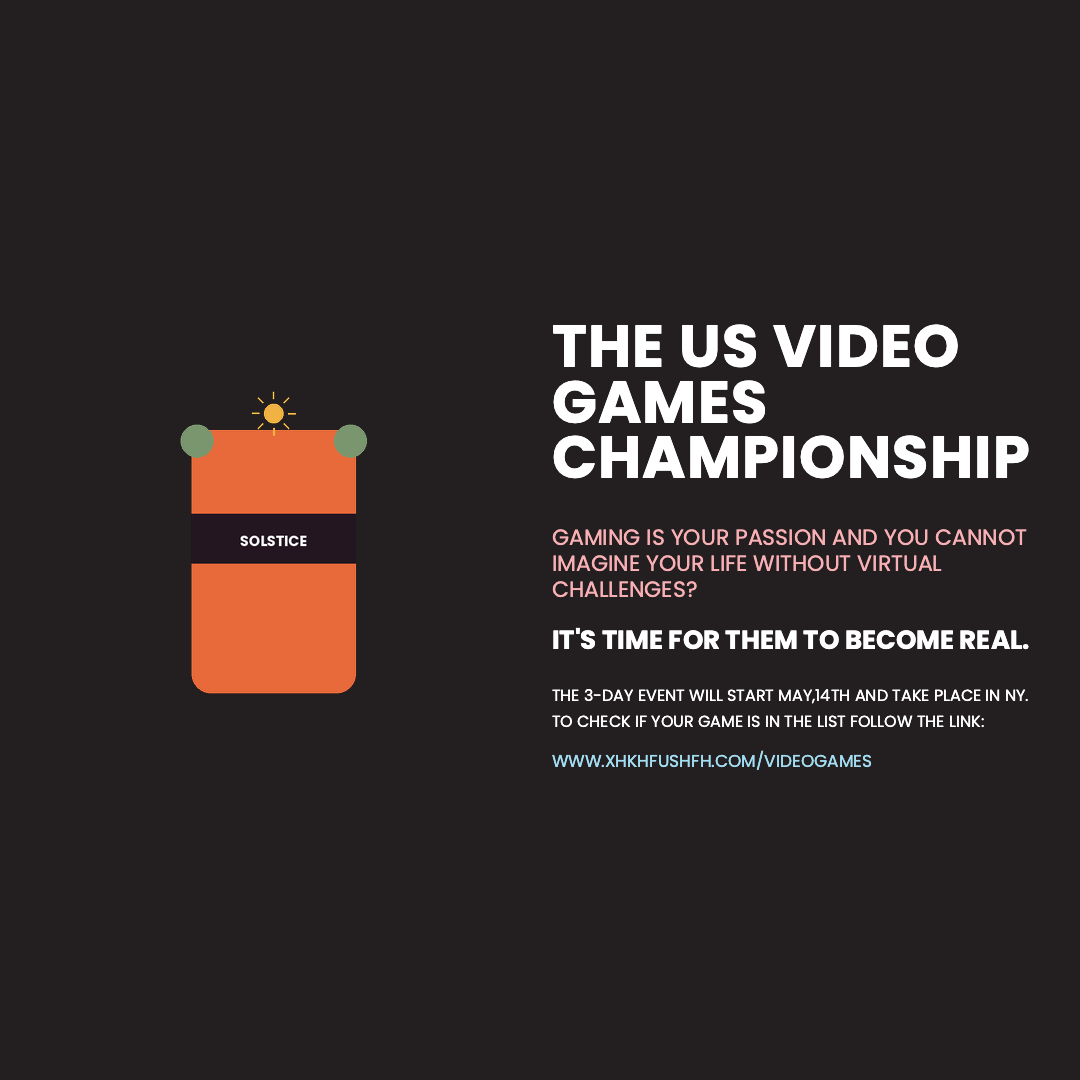 SOLSTICE
THE US VIDEO
GAMES
CHAMPIONSHIP
GAMING IS YOUR PASSION AND YOU CANNOT
IMAGINE YOUR LIFE WITHOUT VIRTUAL
CHALLENGES?
IT'S TIME FOR THEM TO BECOME REAL.
THE 3-DAY EVENT WILL START MAY,14TH AND TAKE PLACE IN NY.
TO CHECK IF YOUR GAME IS IN THE LIST FOLLOW THE LINK:
WWW.XHKHFUSHFH.COM/VIDEOGAMES